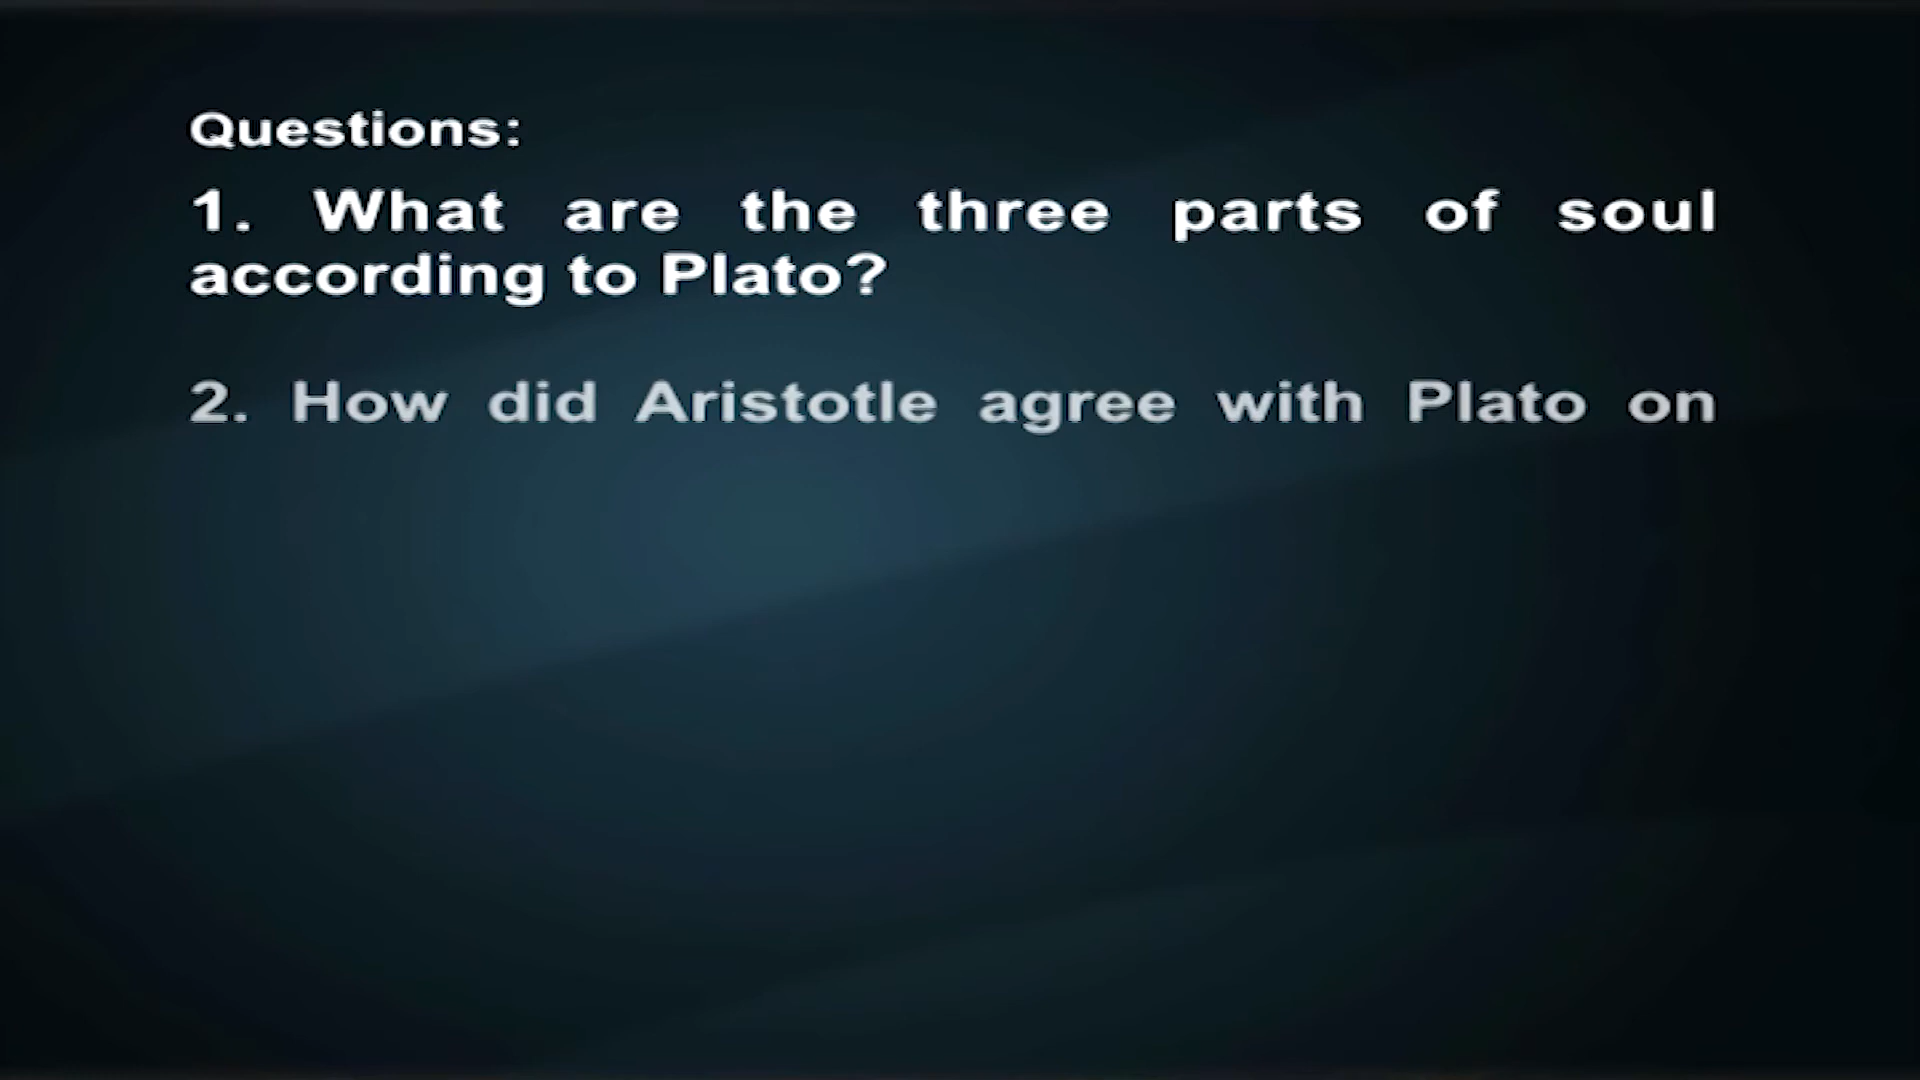 Questions:
1. What are the three parts of soul
according to Plato?
2. How did Aristotle agree with Plato on